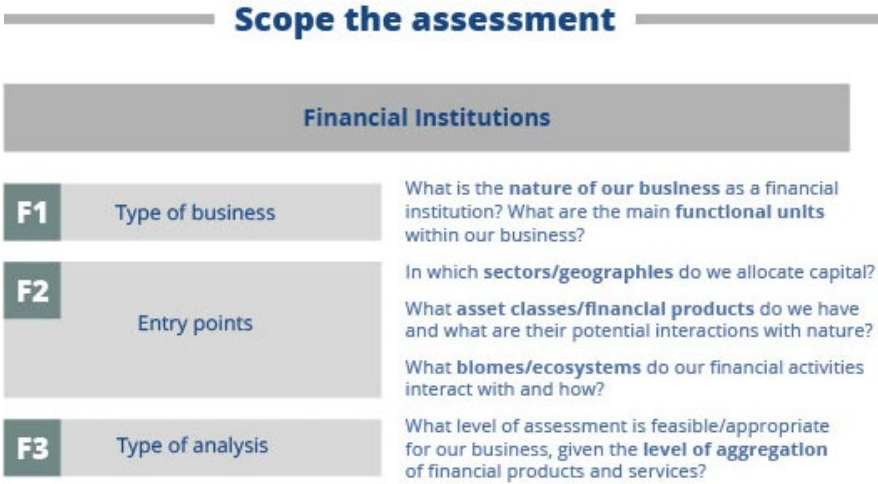 Scope the assessment
Financial Institutions
F1
Type of business
What is the nature of our business as a financial
institution? What are the main functional units
within our business?
F2
Entry points
In which sectors/geographies do we allocate capital?
What asset classes/financial products do we have
and what are their potential interactions with nature?
What biomes/ecosystems do our financial activities
interact with and how?
F3
Type of analysis
What level of assessment is feasible/appropriate
for our business, given the level of aggregation
of financial products and services?